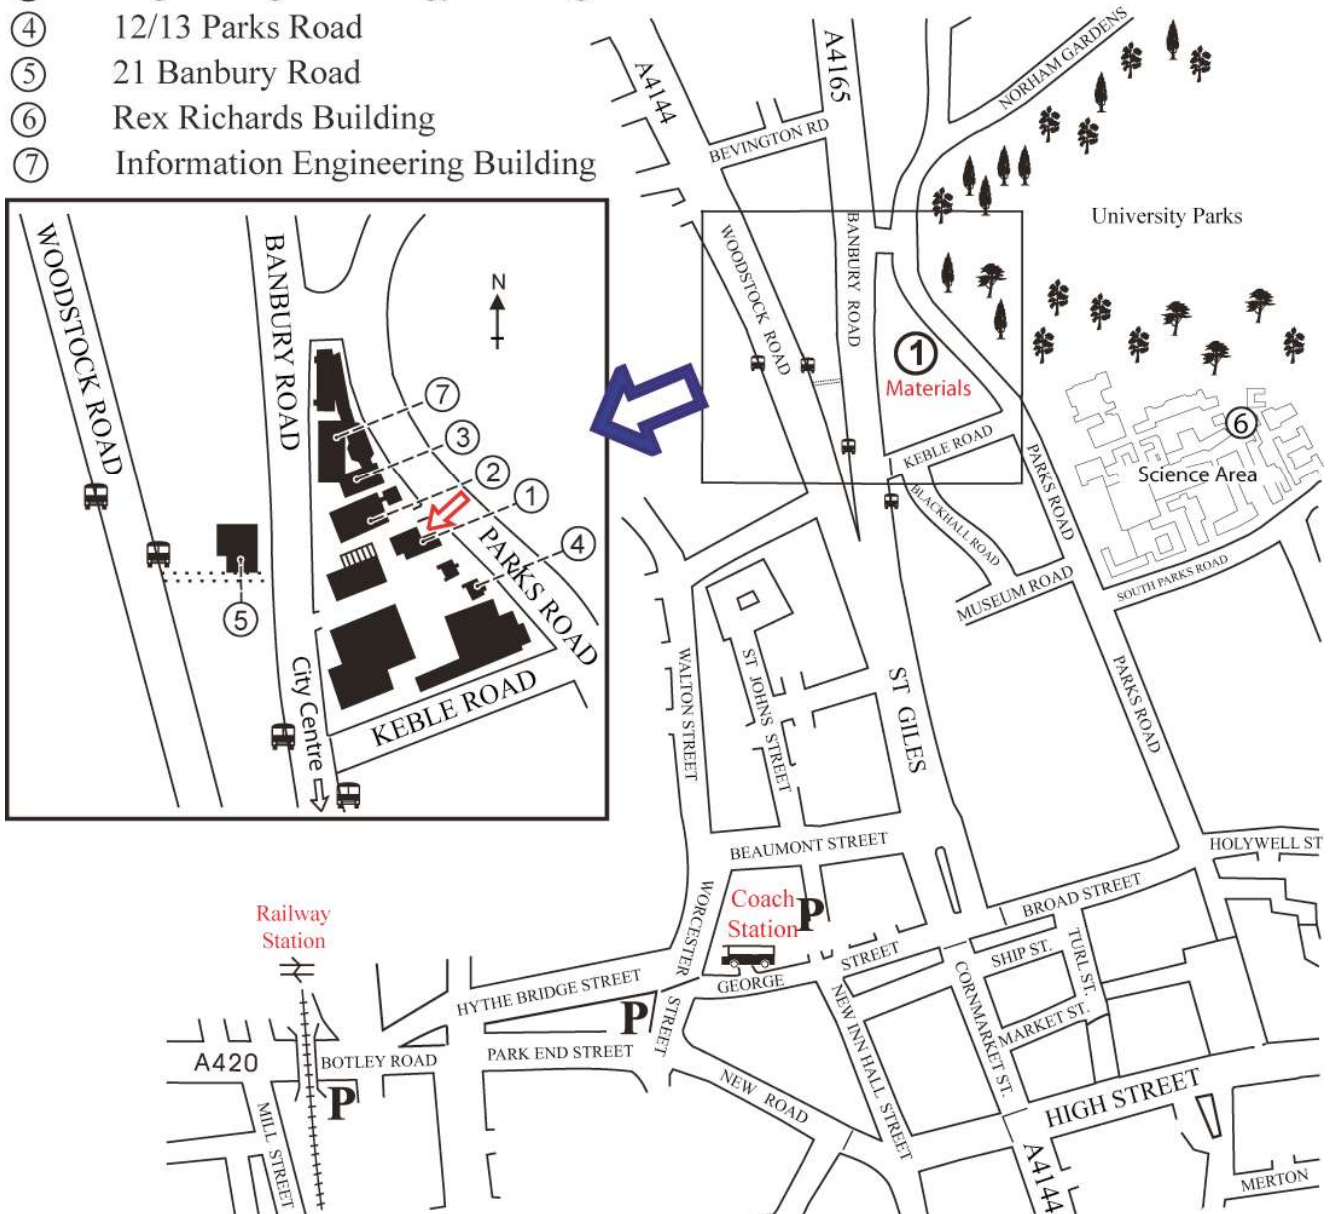 ④ 12/13 Parks Road
⑤ 21 Banbury Road
⑥ Rex Richards Building
⑦ Information Engineering Building
WOODSTOCK ROAD
BANBURY ROAD
N
7
3
2
1
4
5
PARKS ROAD
KEBLE ROAD
City Centre
A4144
A4165
NORHAM GARDENS
BEVINGTON RD
University Parks
WOODSTOCK ROAD
BANBURY ROAD
1
Materials
KEBLE ROAD
PARKS ROAD
6
Science Area
BLACKHALL ROAD
MUSEUM ROAD
SOUTH PARKS ROAD
WALTON STREET
ST JOHNS STREET
ST GILES
PARKS ROAD
BEAUMONT STREET
HOLYWELL ST
WORCESTER
STREET
Coach
Station
P
BROAD STREET
Railway
Station
HYTHE BRIDGE STREET
GEORGE
STREET
SHIP ST.
TURL ST.
CORNMARKET ST.
MARKET ST.
NEW INN HALL STREET
P
A420
BOTLEY ROAD
PARK END STREET
P
MILL STREET
NEW ROAD
HIGH STREET
A4144
MERTON